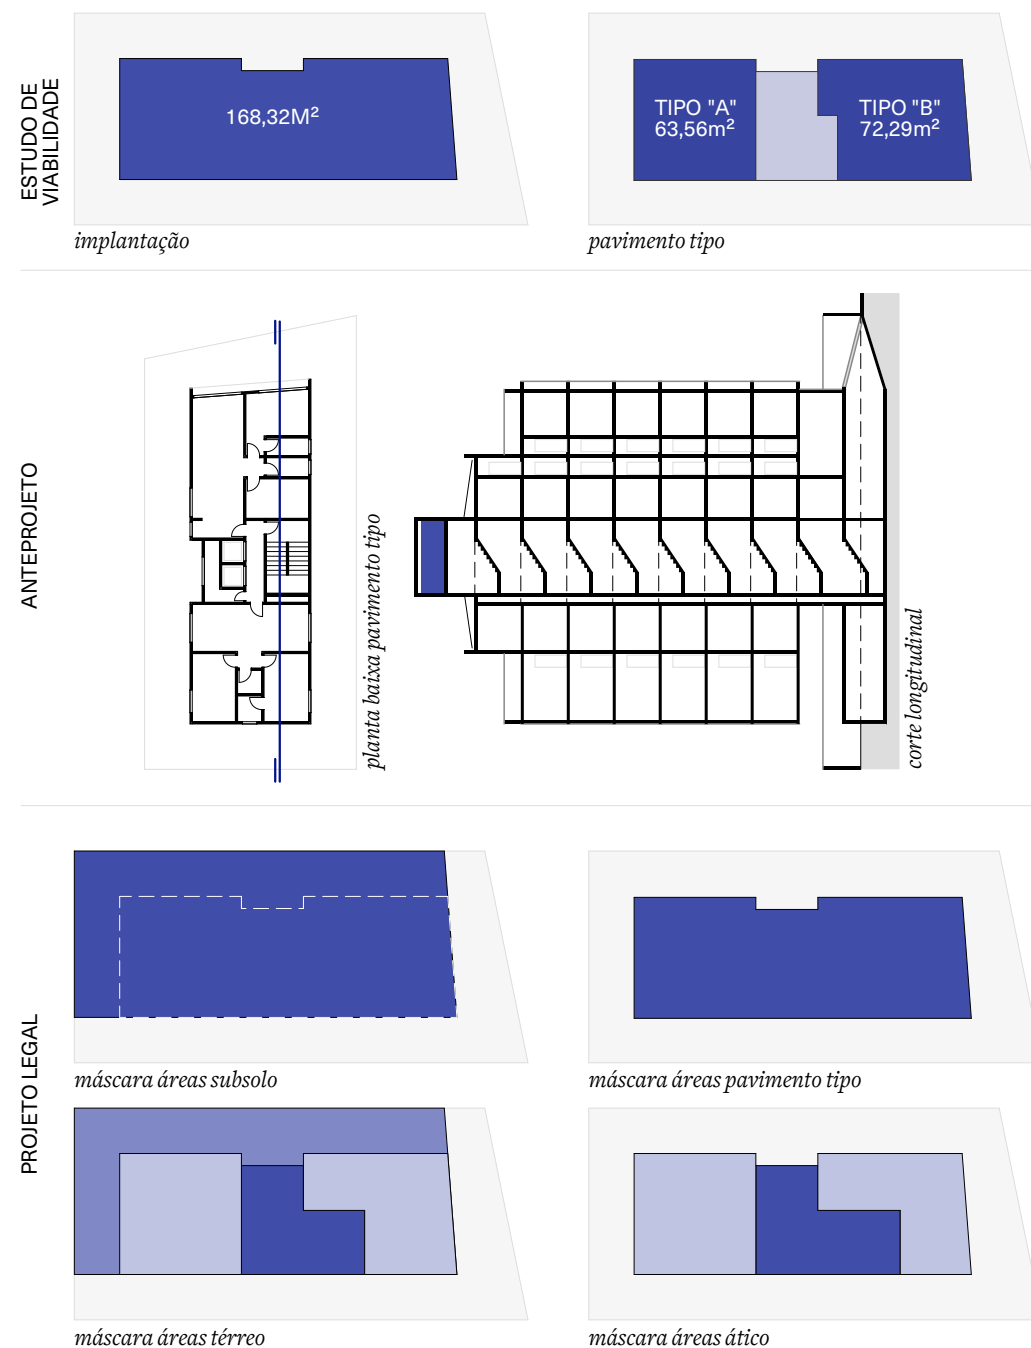 ESTUDO DE
VIABILIDADE
168,32M²
implantação
TIPO "A"
63,56m²
TIPO "B"
72,29m²
pavimento tipo
ANTEPROJETO
planta baixa pavimento tipo
corte longitudinal
PROJETO LEGAL
máscara áreas subsolo
máscara áreas pavimento tipo
máscara áreas térreo
máscara áreas ático